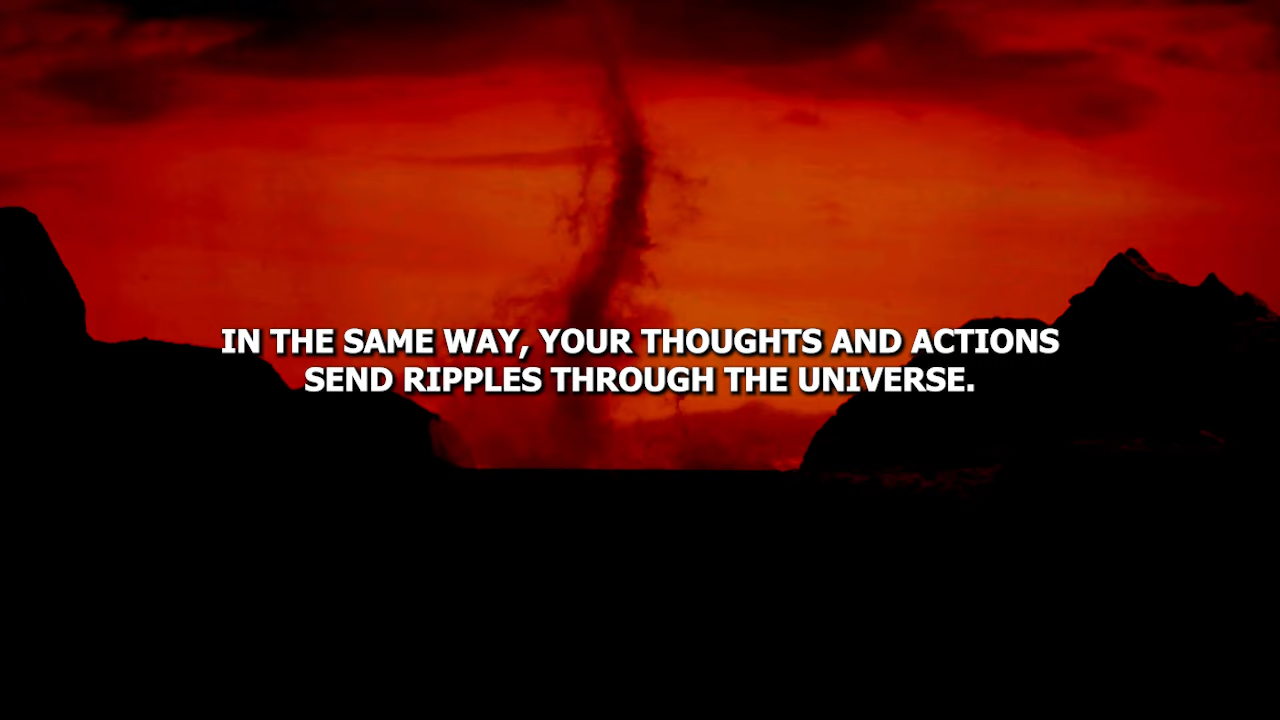 IN THE SAME WAY, YOUR THOUGHTS AND ACTIONS
SEND RIPPLES THROUGH THE UNIVERSE.